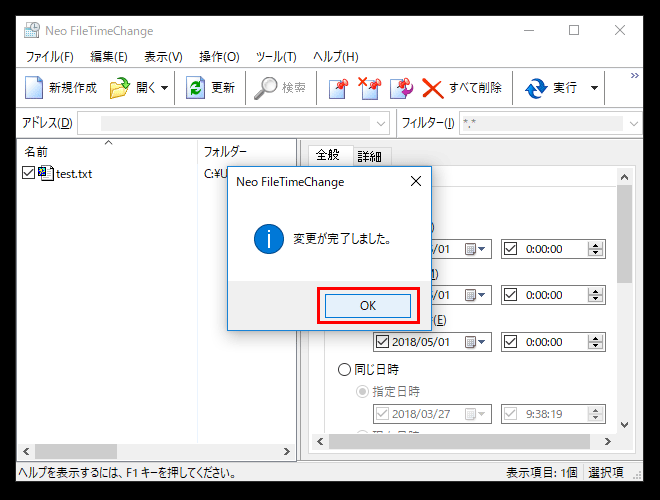 Neo FileTimeChange
ファイル(F) 編集(E) 表示(V) 操作(O) ツール(T) ヘルプ(H)
新規作成 開く 更新 検索 すべて削除 実行 »
アドレス(D) フィルター(I) *.*
名前 フォルダー 全般 詳細
test.txt C:¥U
Neo FileTimeChange
変更が完了しました。
OK
)
/01 0:00:00
M)
/01 0:00:00
(E)
2018/05/01 0:00:00
同じ日時
指定日時
2018/03/27 9:38:19
ヘルプを表示するには、F1 キーを押してください。 表示項目: 1個 選択項